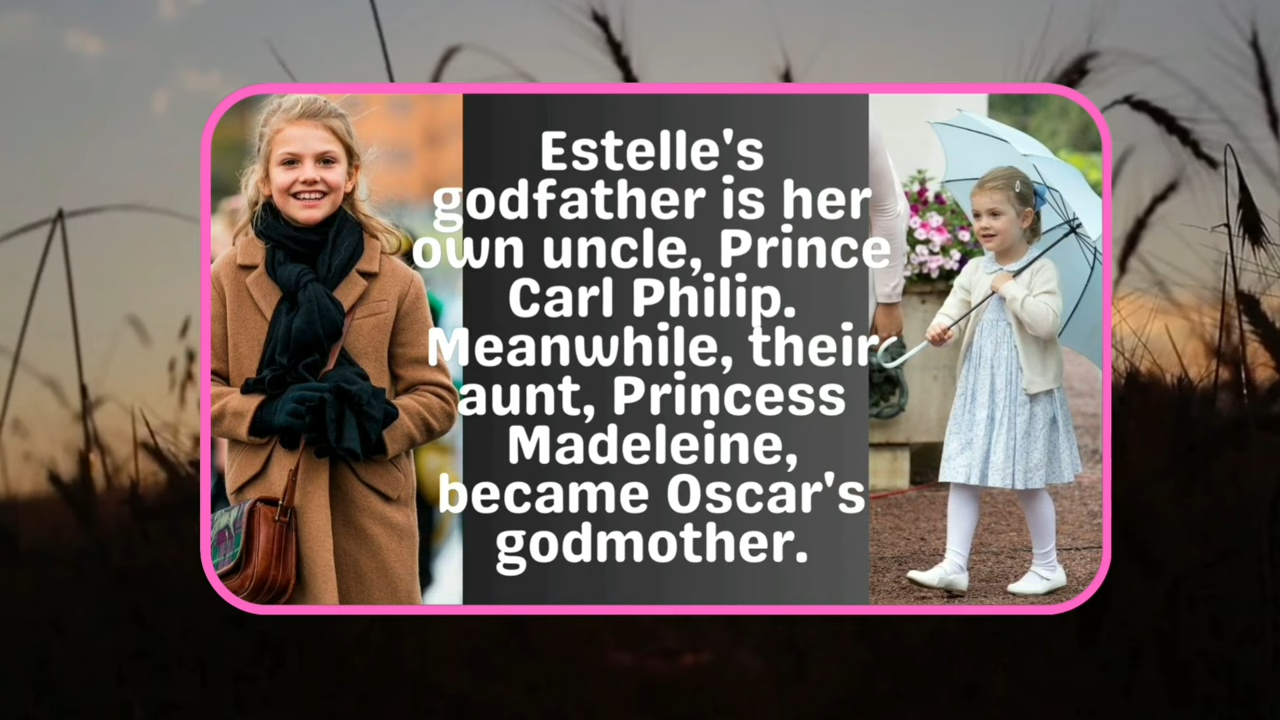 Estelle's
godfather is her
own uncle, Prince
Carl Philip.
Meanwhile, their
aunt, Princess
Madeleine,
became Oscar's
godmother.